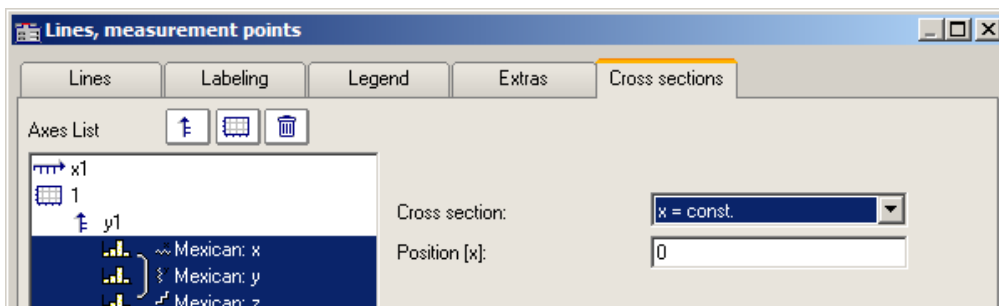 Lines, measurement points
Lines Labeling Legend Extras Cross sections
Axes List
x1
1
y1
Mexican: x
Mexican: y
Mexican: z
Cross section: x = const.
Position [x]: 0